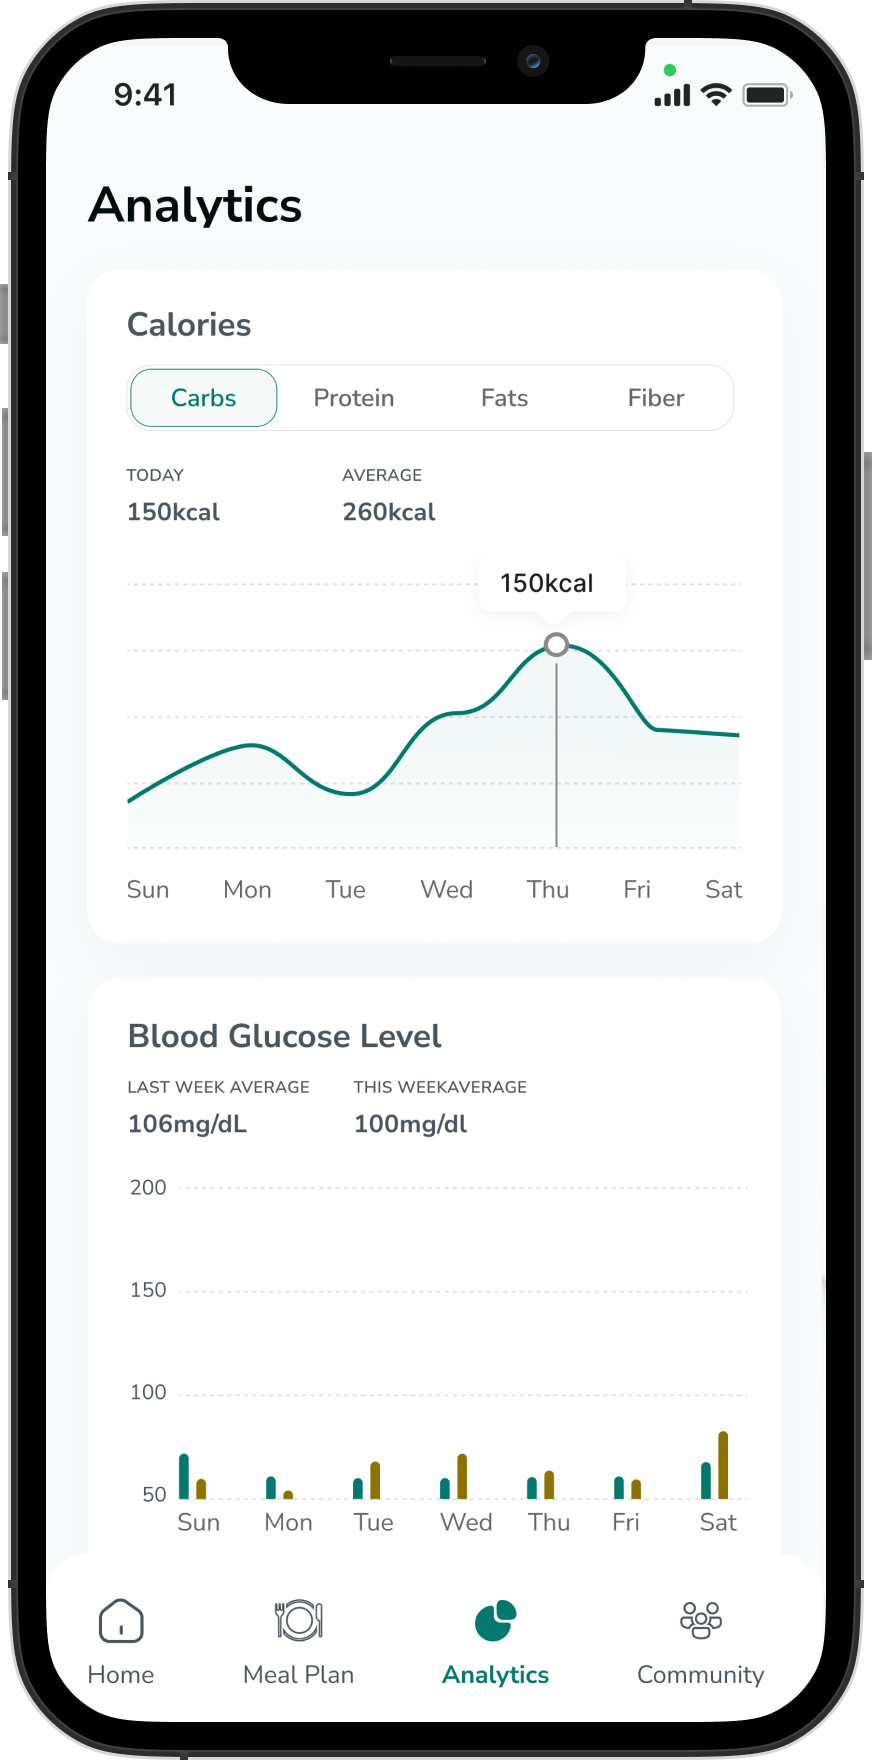 9:41
Analytics
Calories
Carbs Protein Fats Fiber
TODAY AVERAGE
150kcal 260kcal
150kcal
Sun Mon Tue Wed Thu Fri Sat
Blood Glucose Level
LAST WEEK AVERAGE THIS WEEKAVERAGE
106mg/dL 100mg/dl
200
150
100
50
Sun Mon Tue Wed Thu Fri Sat
Home Meal Plan Analytics Community